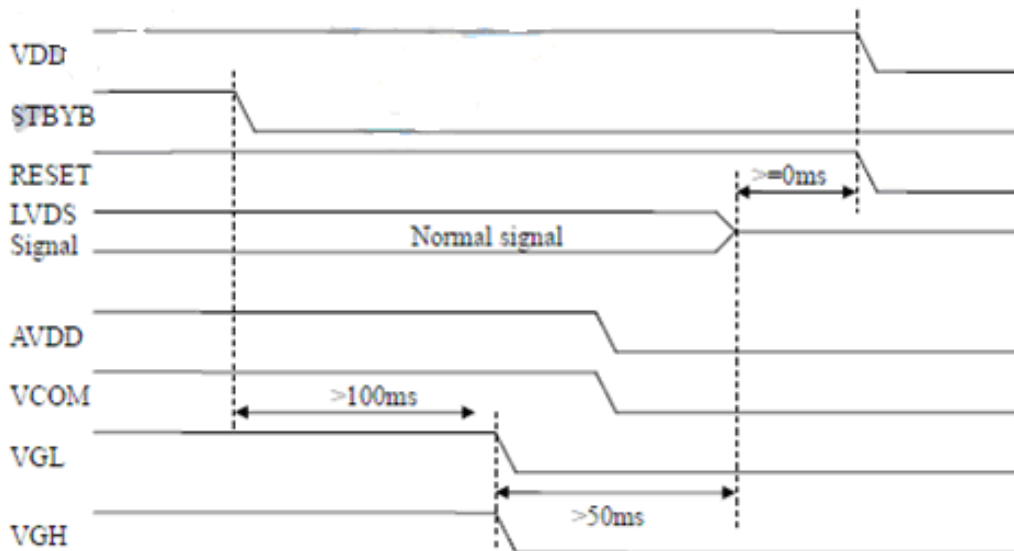 VDD
STBYB
RESET
>=0ms
LVDS
Signal
Normal signal
AVDD
VCOM
>100ms
VGL
>50ms
VGH